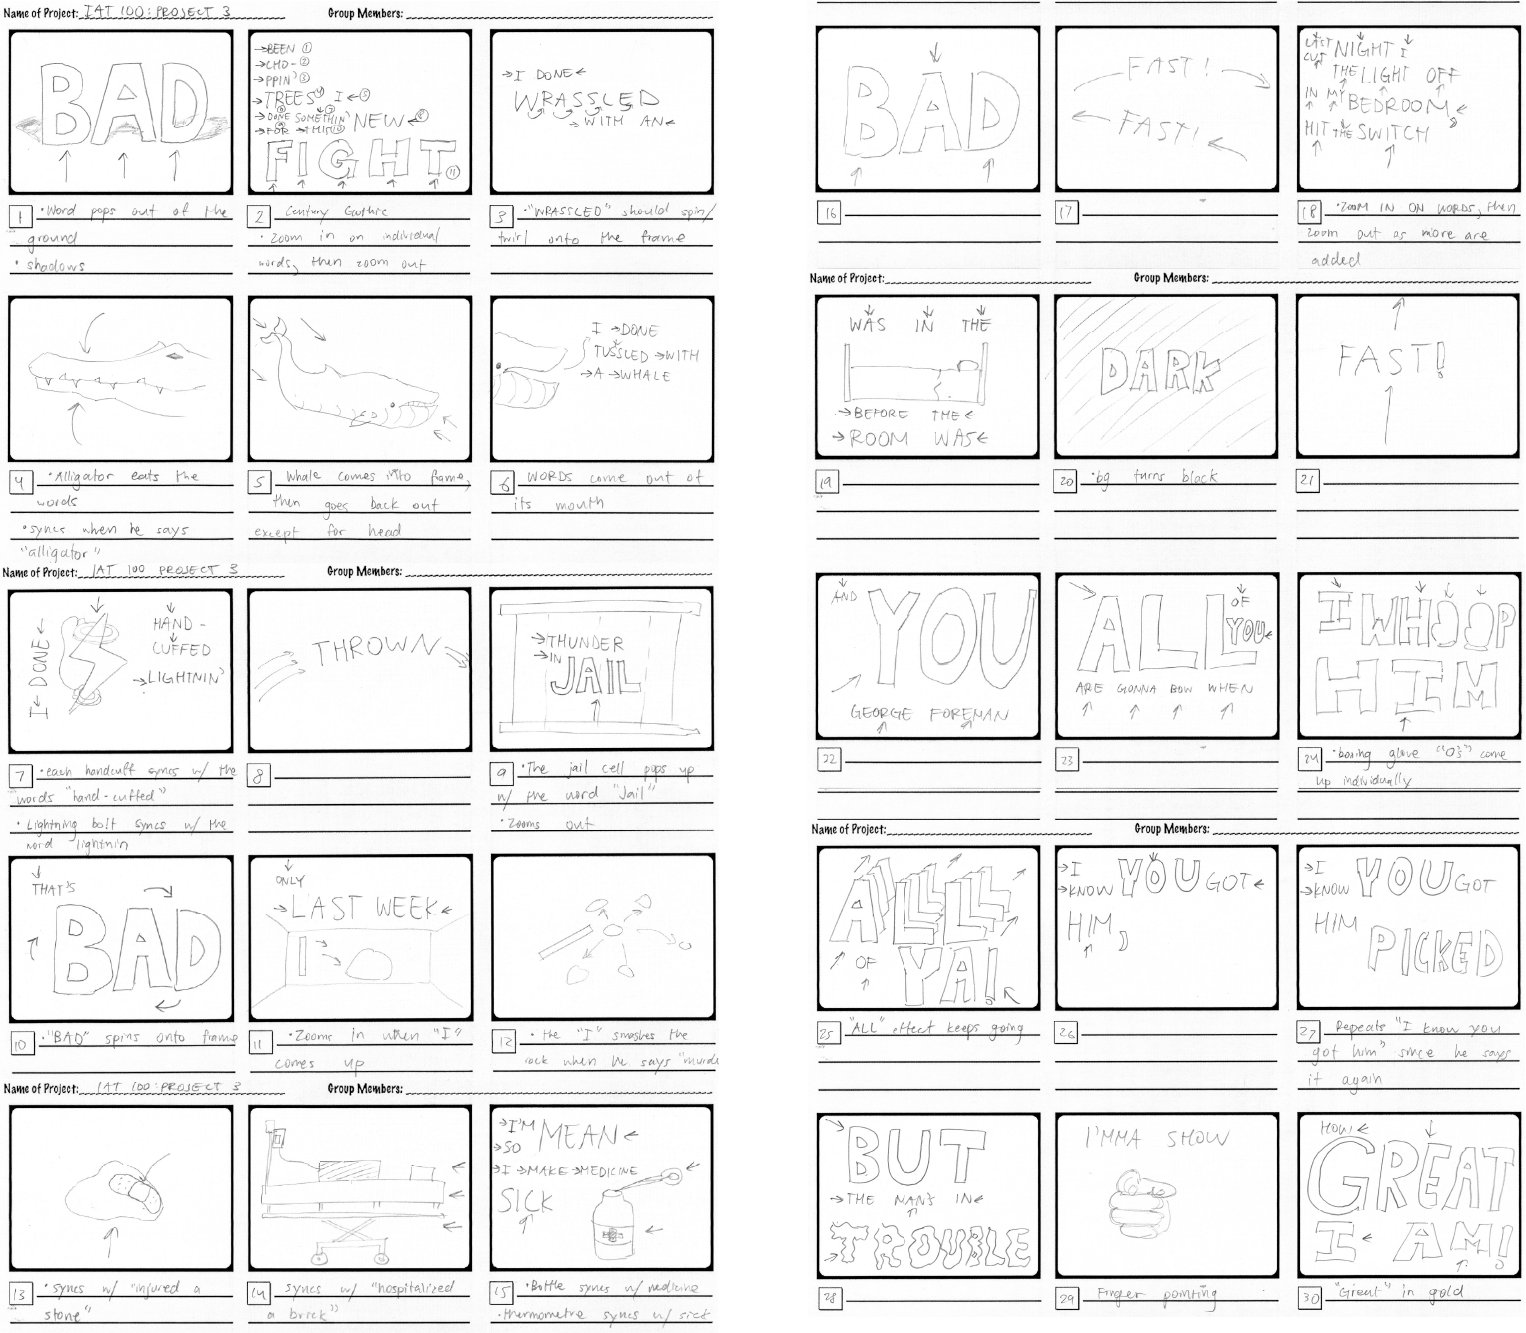 Name of Project: IAT 100: PROJECT 3 Group Members:
BAD
1 • Word pops out of the
ground
• shadows
→BEEN ①
→CHO- ②
→PPIN' ③
→TREES ④ I ← ⑤
→DONE ⑥ SOMETHIN' ⑦ NEW ← ⑧
→FOR ⑨ →THIS ⑩
FIGHT. ⑪
2 Century Gothic
• Zoom in on individual
words, then zoom out
→I DONE←
WRASSLED
→WITH AN←
3 • "WRASSLED" should spin/
twirl onto the frame
4 • Alligator eats the
words
• syncs when he says
"alligator"
5 Whale comes into frame,
then goes back out
except for head
I →DONE
TUSSLED →WITH
→A →WHALE
6 WORDS come out of
its mouth
Name of Project: IAT 100 PROJECT 3 Group Members:
I← DONE←
HAND-
CUFFED
→LIGHTNIN'
7 • each handcuff syncs w/ the
words "hand-cuffed"
• Lightning bolt syncs w/ the
word lightnin
THROWN
8
→THUNDER
→IN
JAIL
9 • The jail cell pops up
w/ the word "Jail"
• Zooms out
THAT'S
BAD
10 • "BAD" spins onto frame
ONLY
→LAST WEEK←
I
11 • Zooms in when "I"
comes up
12 • the "I" smashes the
rock when he says "murde
Name of Project: IAT 100: PROJECT 3 Group Members:
13 • syncs w/ "injured a
stone"
14 syncs w/ "hospitalized
a brick"
→I'M MEAN←
→SO
→I →MAKE →MEDICINE
SICK
15 • Bottle syncs w/ medicine
• thermometre syncs w/ sick
BAD
16
FAST!
FAST!
17
LAST NIGHT I
CUT THE LIGHT OFF
IN MY BEDROOM,
HIT THE SWITCH
18 • ZOOM IN ON WORDS, then
zoom out as more are
added
Name of Project: Group Members:
WAS IN THE
→BEFORE THE←
→ROOM WAS←
19
DARK
20 • bg turns black
FAST!
21
AND
YOU
GEORGE FOREMAN
22
ALL
OF
YOU←
ARE GONNA BOW WHEN
23
I WHOOP
HIM
24 • boxing glove "O's" come
up individually
Name of Project: Group Members:
ALL
OF YA!
25 "ALL" effect keeps going
→I
→KNOW YOU GOT←
HIM,
26
→I
→KNOW YOU GOT
HIM
PICKED
27 Repeats "I know you
got him" since he says
it again
BUT
→THE MAN'S IN←
TROUBLE
28
I'MMA SHOW
29 Finger pointing
HOW←
GREAT
I← AM!
30 "Great" in gold